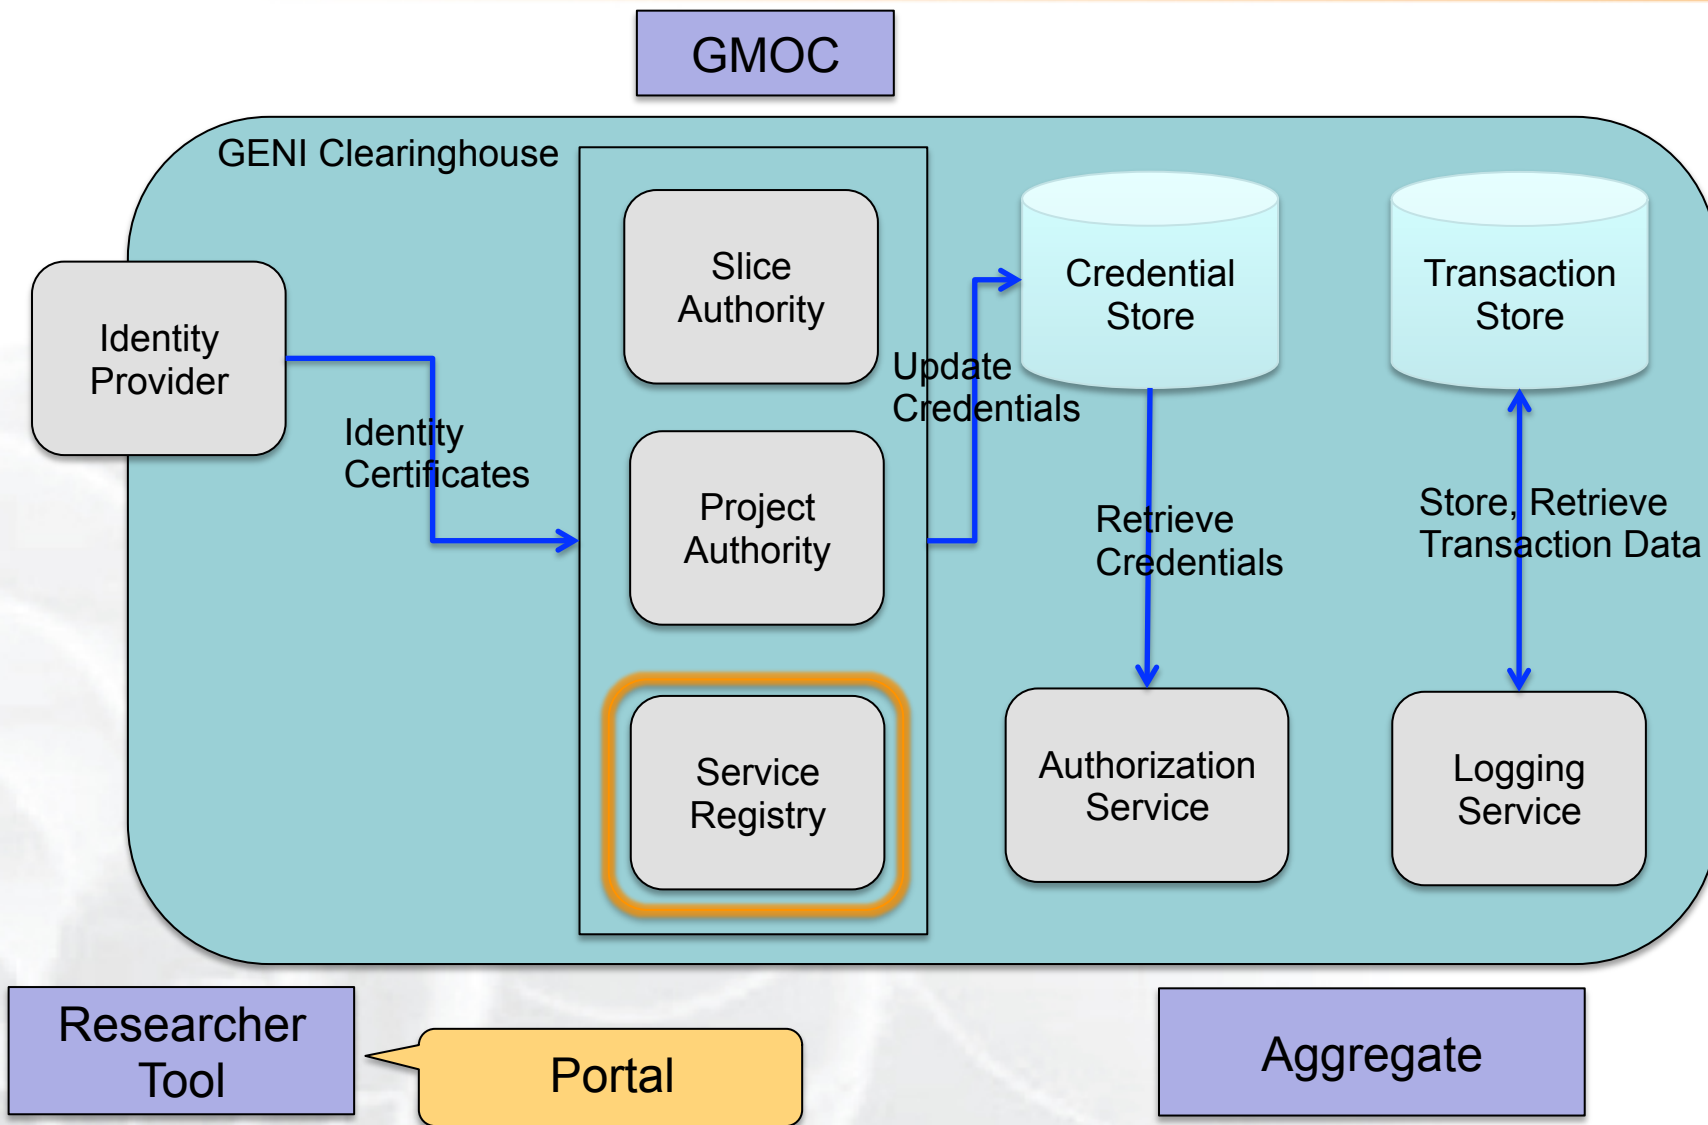 GMOC
GENI Clearinghouse
Slice
Authority
Credential
Store
Transaction
Store
Identity
Provider
Update
Credentials
Identity
Certificates
Project
Authority
Retrieve
Credentials
Store, Retrieve
Transaction Data
Service
Registry
Authorization
Service
Logging
Service
Researcher
Tool
Portal
Aggregate